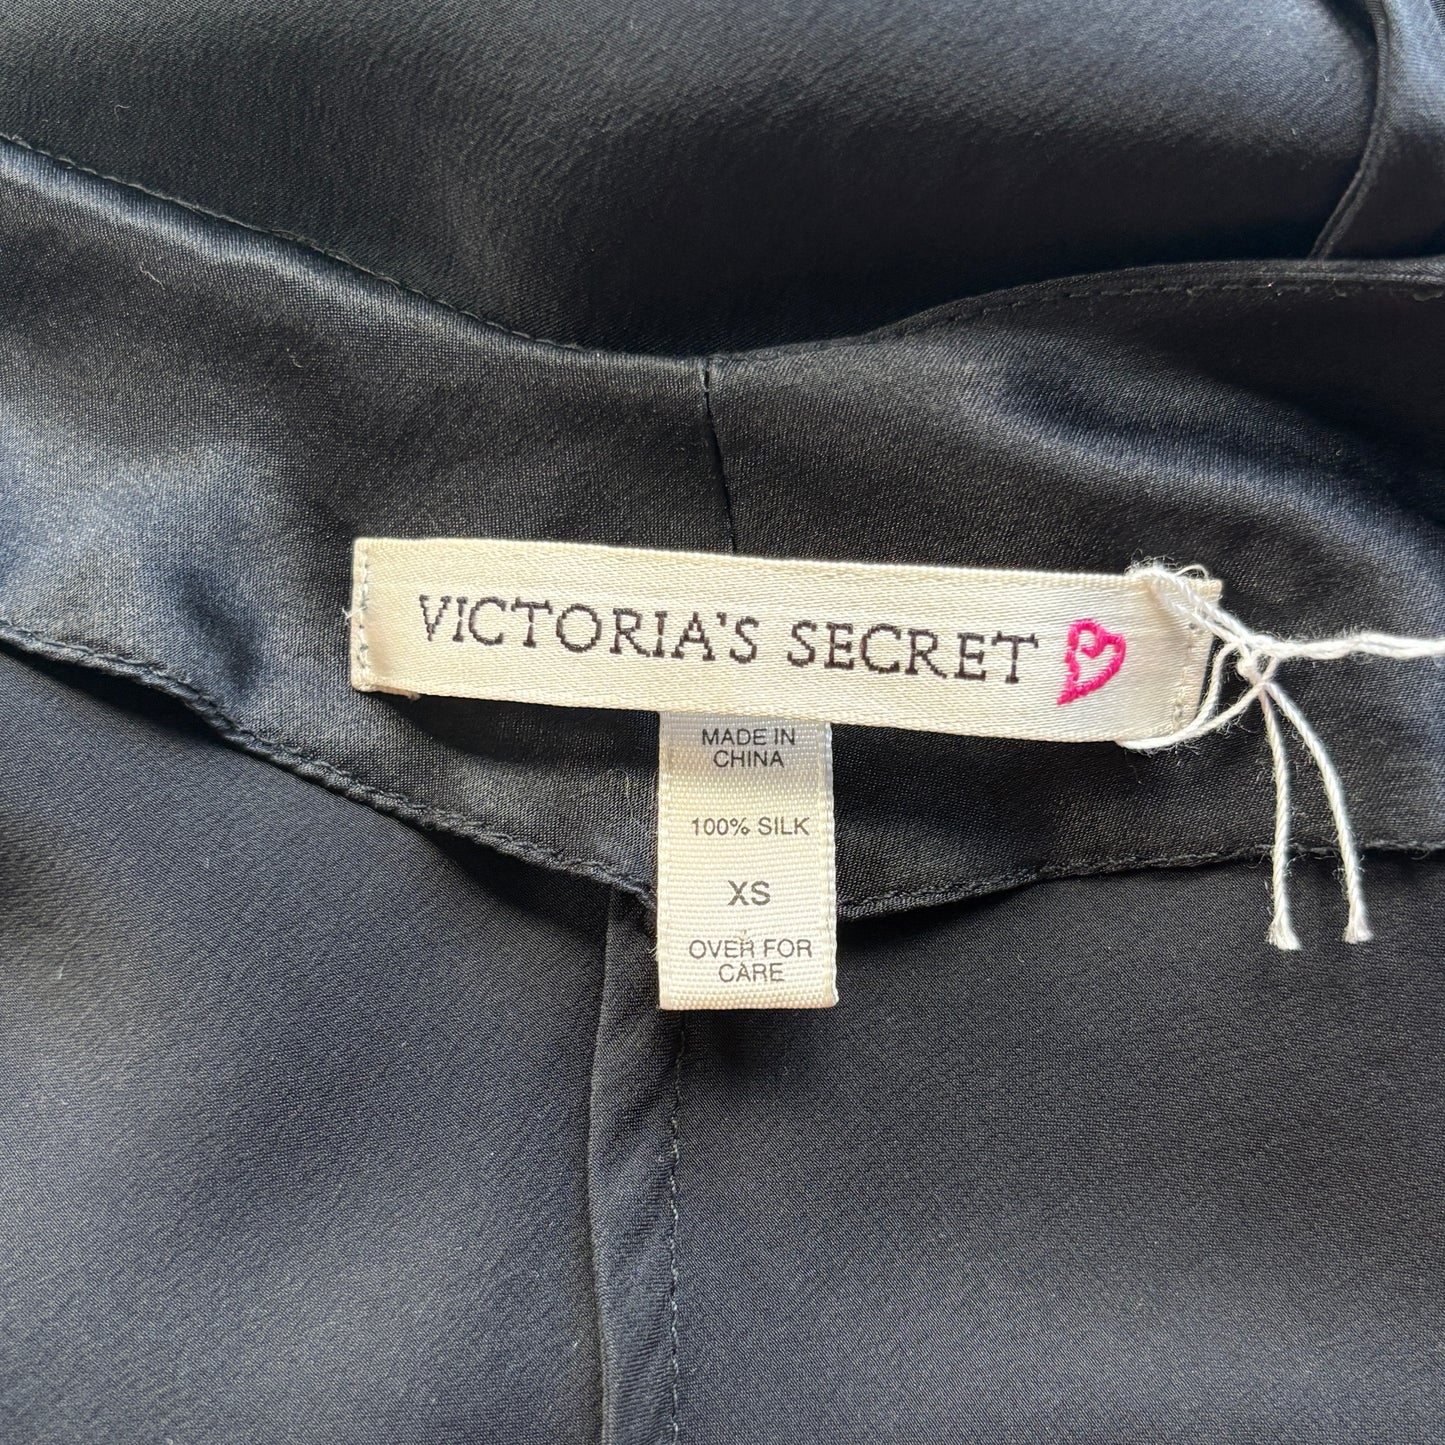 VICTORIA'S SECRET
MADE IN
CHINA
100% SILK
XS
OVER FOR
CARE